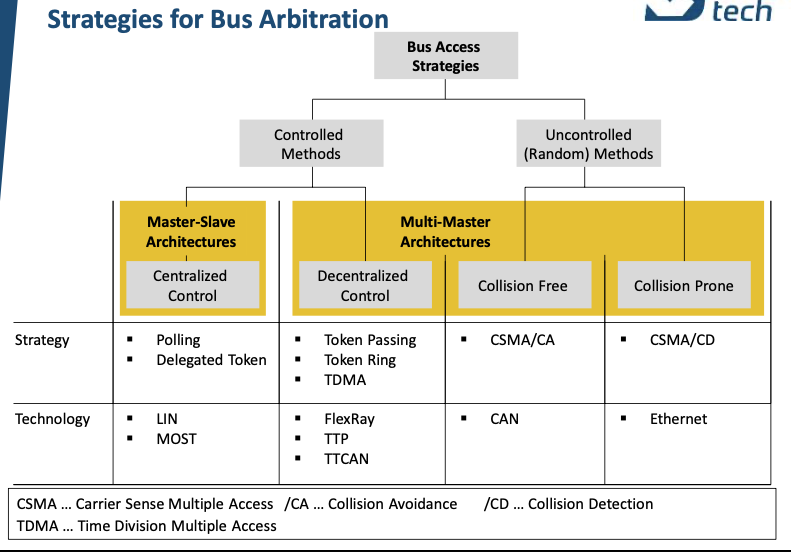 Strategies for Bus Arbitration
tech
Bus Access
Strategies
Controlled
Methods
Uncontrolled
(Random) Methods
Master-Slave
Architectures
Multi-Master
Architectures
Centralized
Control
Decentralized
Control
Collision Free
Collision Prone
Strategy
▪ Polling
▪ Delegated Token
▪ Token Passing
▪ Token Ring
▪ TDMA
▪ CSMA/CA
▪ CSMA/CD
Technology
▪ LIN
▪ MOST
▪ FlexRay
▪ TTP
▪ TTCAN
▪ CAN
▪ Ethernet
CSMA ... Carrier Sense Multiple Access /CA ... Collision Avoidance /CD ... Collision Detection
TDMA ... Time Division Multiple Access